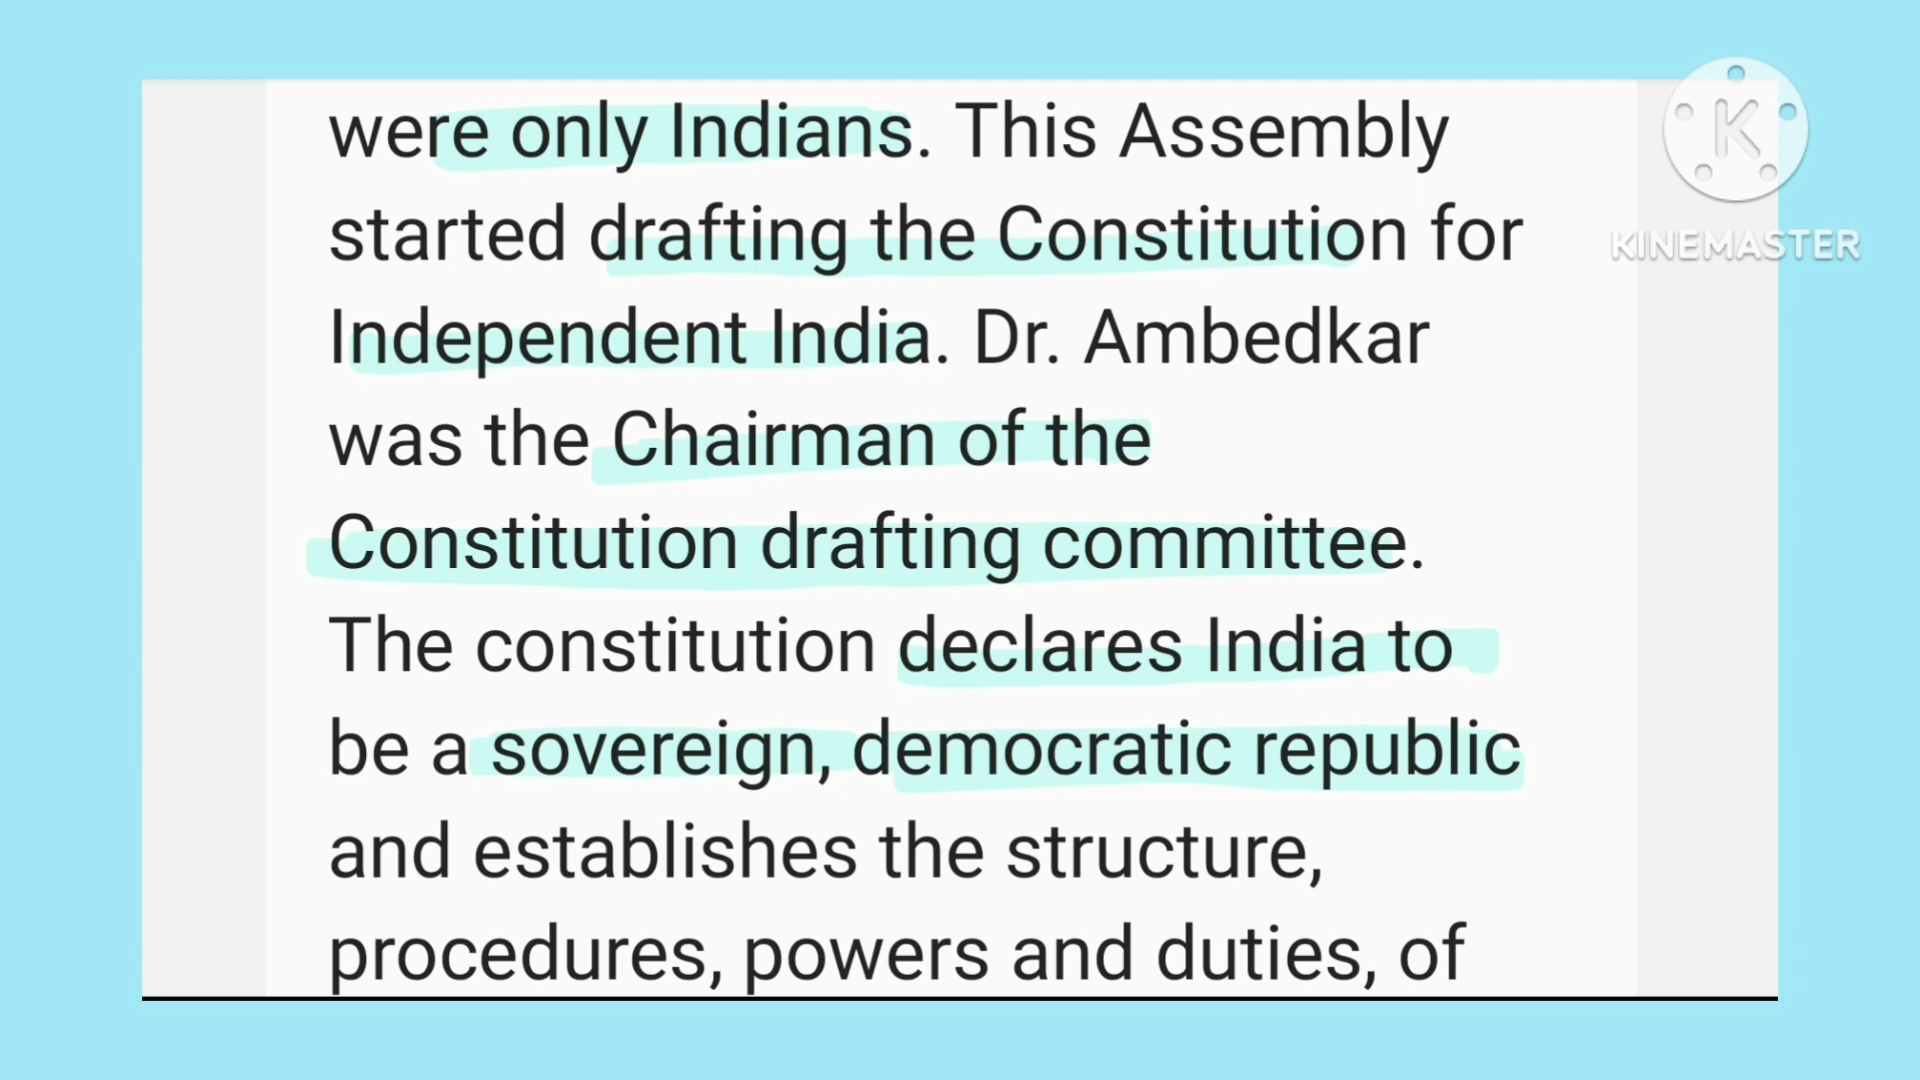 were only Indians. This Assembly
started drafting the Constitution for
Independent India. Dr. Ambedkar
was the Chairman of the
Constitution drafting committee.
The constitution declares India to
be a sovereign, democratic republic
and establishes the structure,
procedures, powers and duties, of
K
KINEMASTER